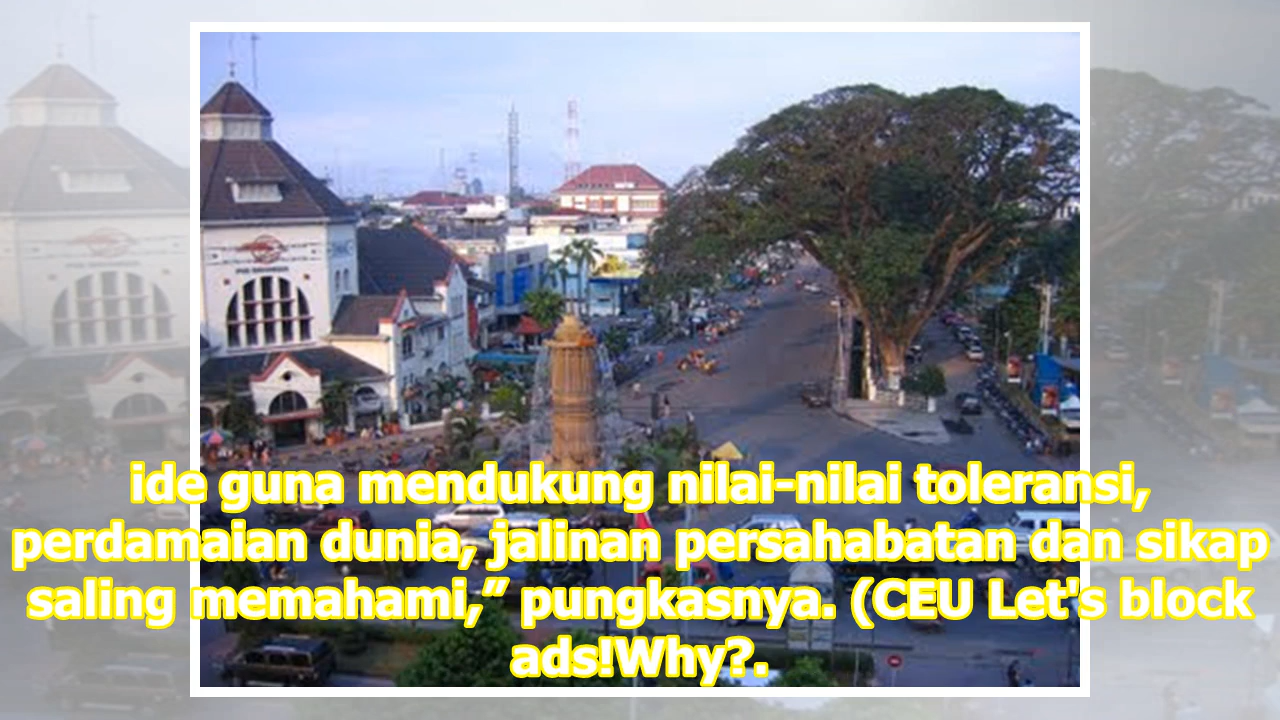 ide guna mendukung nilai-nilai toleransi,
perdamaian dunia, jalinan persahabatan dan sikap
saling memahami,” pungkasnya. (CEU Let's block
ads!Why?.